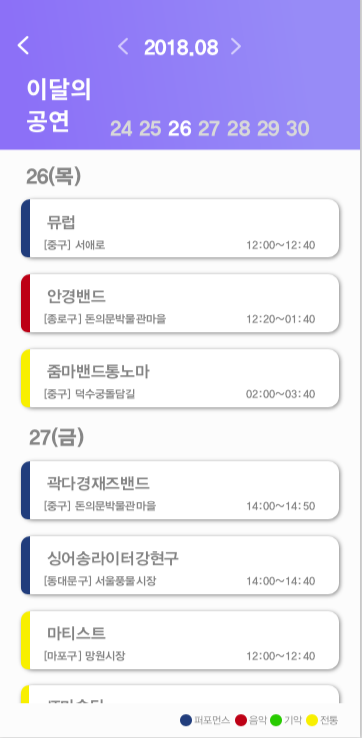 2018.08
이달의
공연
24 25 26 27 28 29 30
26(목)
뮤럽
[중구] 서애로 12:00~12:40
안경밴드
[종로구] 돈의문박물관마을 12:20~01:40
줌마밴드통노마
[중구] 덕수궁돌담길 02:00~03:40
27(금)
곽다경재즈밴드
[중구] 돈의문박물관마을 14:00~14:50
싱어송라이터강현구
[동대문구] 서울풍물시장 14:00~14:40
마티스트
[마포구] 망원시장 12:00~12:40
퍼포먼스 음악 기악 전통